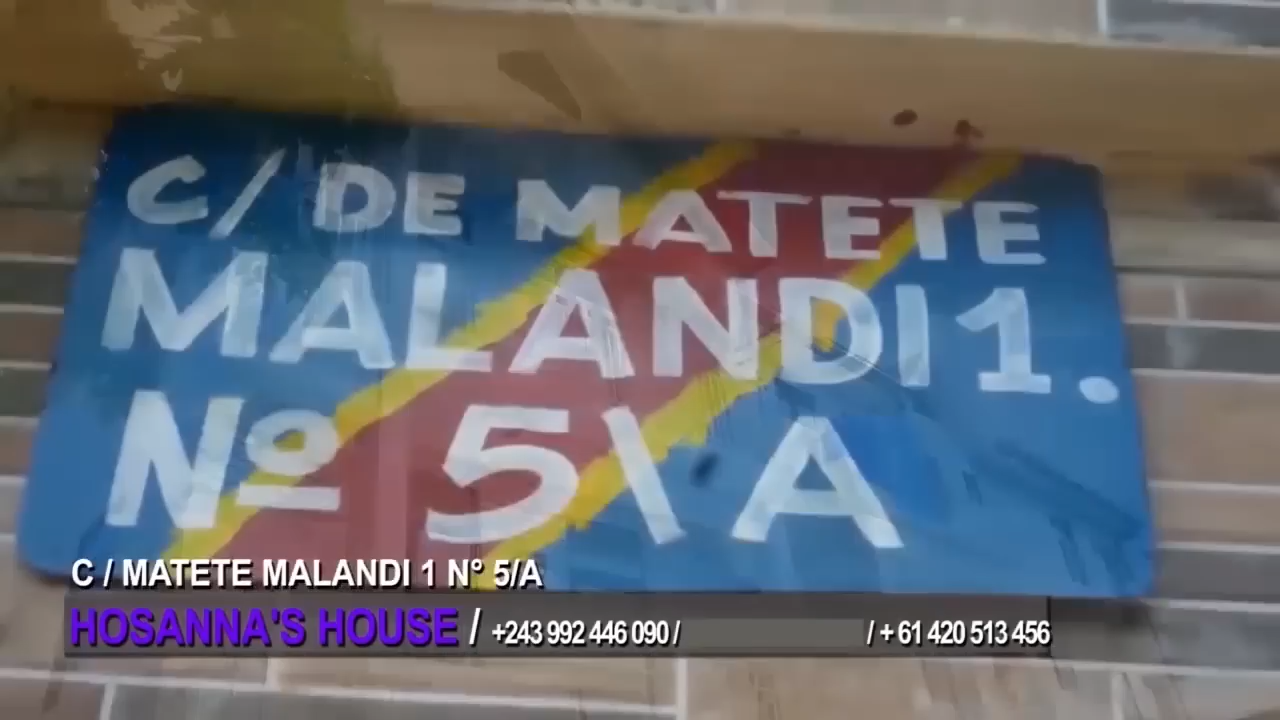 C/ DE MATETE
MALANDI 1.
Nº 5\A
C / MATETE MALANDI 1 N° 5/A
HOSANNA'S HOUSE / +243 992 446 090 / / + 61 420 513 456